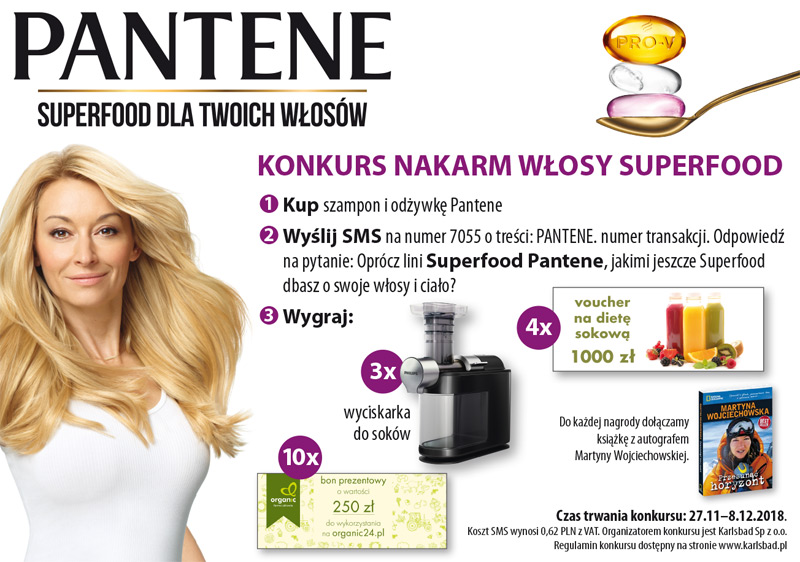 PANTENE
SUPERFOOD DLA TWOICH WŁOSÓW
PRO-V
KONKURS NAKARM WŁOSY SUPERFOOD
1 Kup szampon i odżywkę Pantene
2 Wyślij SMS na numer 7055 o treści: PANTENE. numer transakcji. Odpowiedź
na pytanie: Oprócz lini Superfood Pantene, jakimi jeszcze Superfood
dbasz o swoje włosy i ciało?
3 Wygraj:
3x
PHILIPS
wyciskarka
do soków
4x
voucher
na dietę
sokową
1000 zł
10x
organic
bon prezentowy
o wartości
250 zł
do wykorzystania
na organic24.pl
Do każdej nagrody dołączamy
książkę z autografem
Martyny Wojciechowskiej.
MARTYNA
WOJCIECHOWSKA
Przesunąć
horyzont
Czas trwania konkursu: 27.11–8.12.2018.
Koszt SMS wynosi 0,62 PLN z VAT. Organizatorem konkursu jest Karlsbad Sp z o.o.
Regulamin konkursu dostępny na stronie www.karlsbad.pl